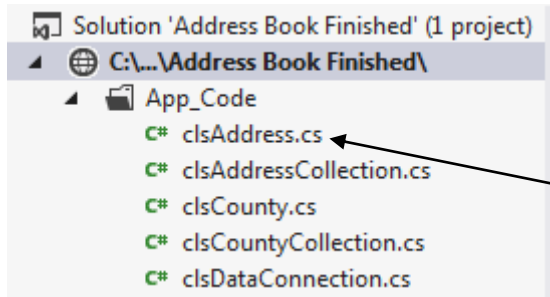 Solution 'Address Book Finished' (1 project)
C:\...\Address Book Finished\
App_Code
C# clsAddress.cs
C# clsAddressCollection.cs
C# clsCounty.cs
C# clsCountyCollection.cs
C# clsDataConnection.cs